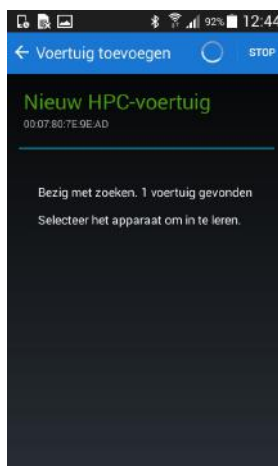 92% 12:44
Voertuig toevoegen STOP
Nieuw HPC-voertuig
00:07:80:7E:9E:AD
Bezig met zoeken. 1 voertuig gevonden
Selecteer het apparaat om in te leren.